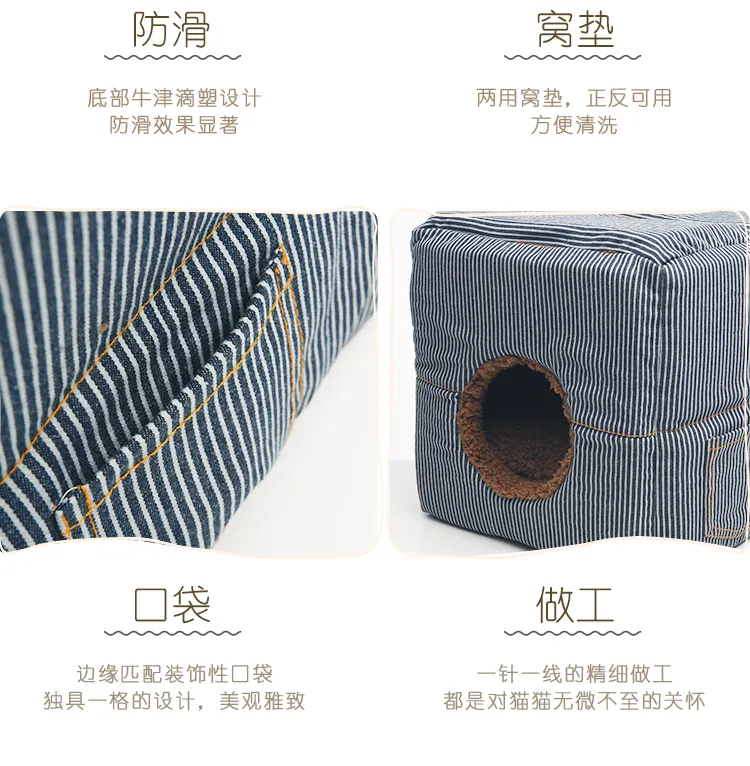 防滑
底部牛津滴塑设计
防滑效果显著
窝垫
两用窝垫，正反可用
方便清洗
口袋
边缘匹配装饰性口袋
独具一格的设计，美观雅致
做工
一针一线的精细做工
都是对猫猫无微不至的关怀